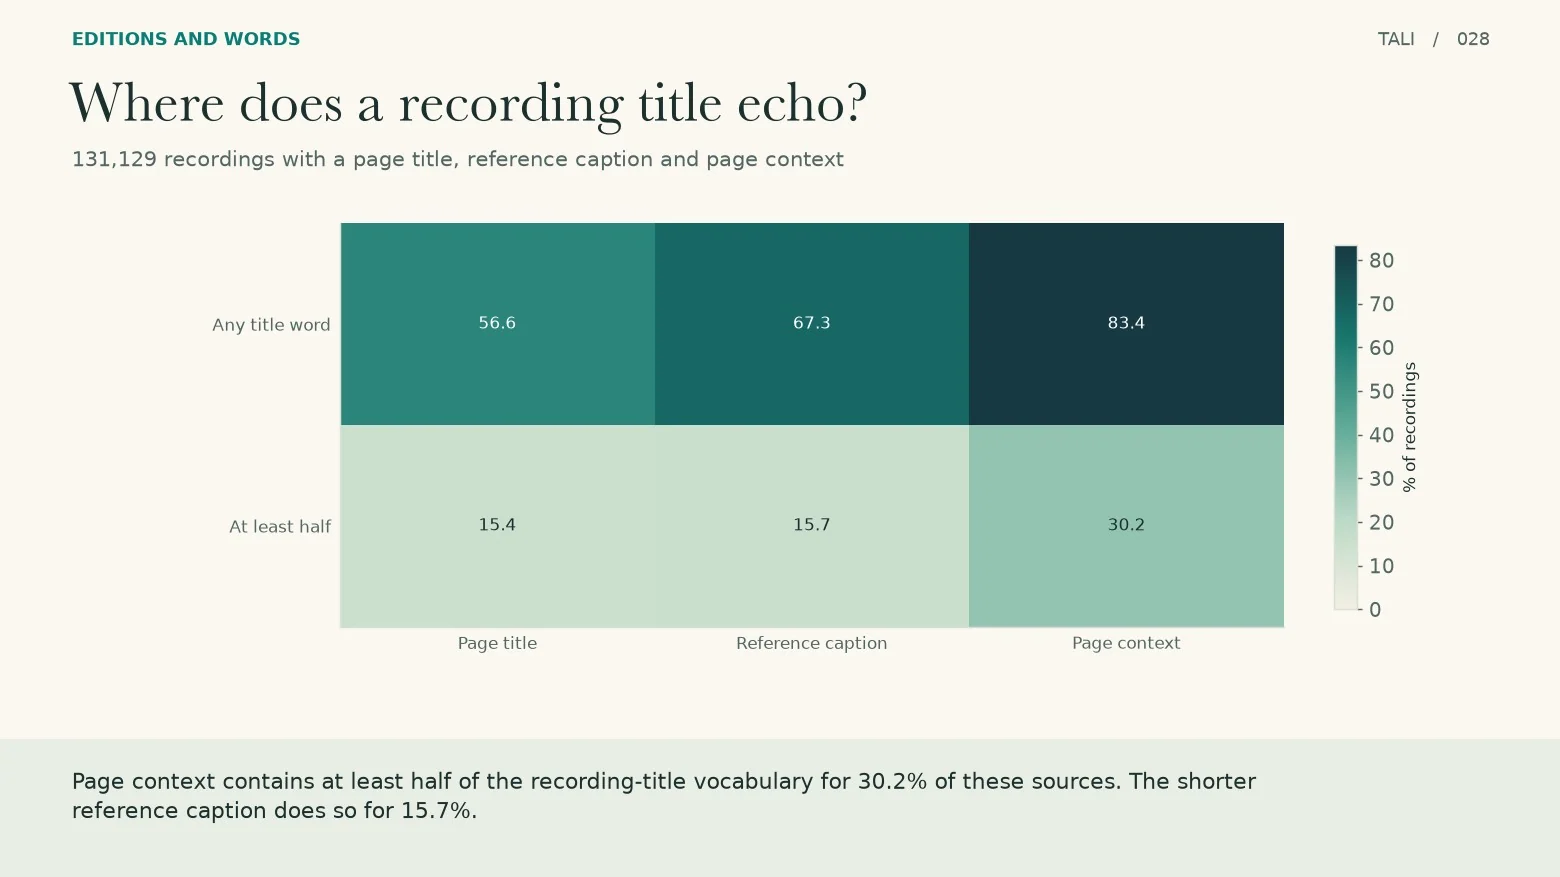 EDITIONS AND WORDS
TALI / 028
Where does a recording title echo?
131,129 recordings with a page title, reference caption and page context
Any title word
56.6
67.3
83.4
At least half
15.4
15.7
30.2
Page title
Reference caption
Page context
80
70
60
50
40
30
20
10
0
% of recordings
Page context contains at least half of the recording-title vocabulary for 30.2% of these sources. The shorter
reference caption does so for 15.7%.